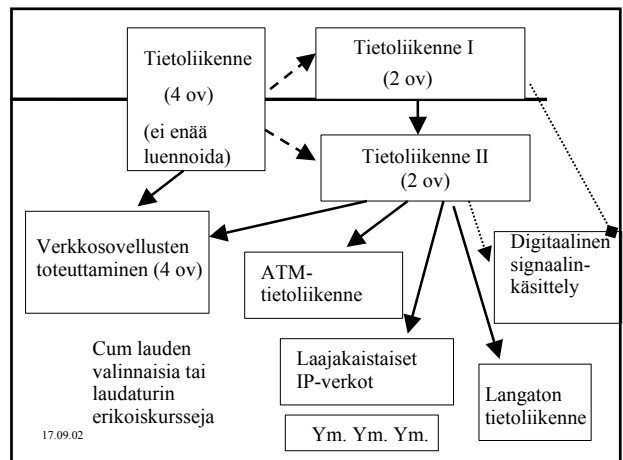 Tietoliikenne
(4 ov)
(ei enää
luennoida)
Tietoliikenne I
(2 ov)
Tietoliikenne II
(2 ov)
Verkkosovellusten
toteuttaminen (4 ov)
ATM-
tietoliikenne
Digitaalinen
signaalin-
käsittely
Cum lauden
valinnaisia tai
laudaturin
erikoiskursseja
Laajakaistaiset
IP-verkot
Langaton
tietoliikenne
Ym. Ym. Ym.
17.09.02